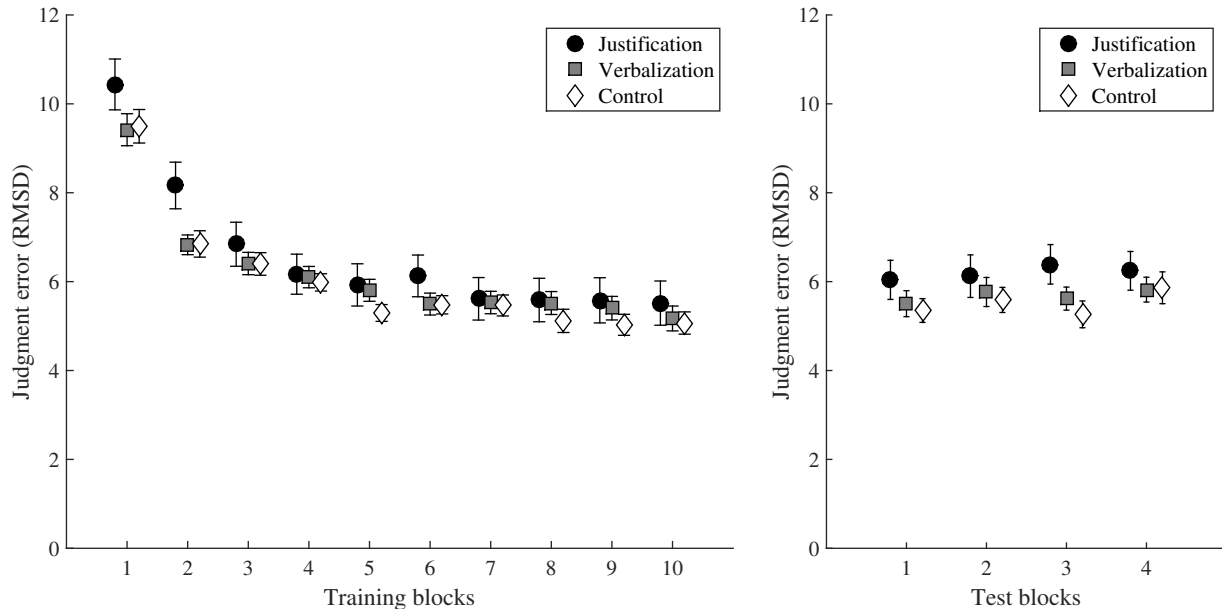 12
10
8
6
4
2
0
Judgment error (RMSD)
Justification
Verbalization
Control
1 2 3 4 5 6 7 8 9 10
Training blocks
12
10
8
6
4
2
0
Judgment error (RMSD)
Justification
Verbalization
Control
1 2 3 4
Test blocks